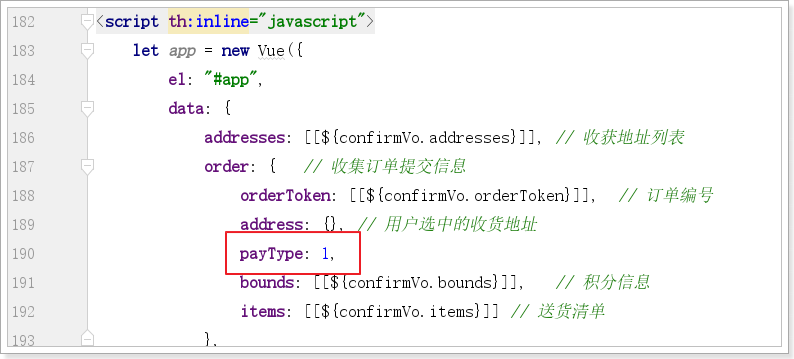 182 <script th:inline="javascript">
183 let app = new Vue({
184 el: "#app",
185 data: {
186 addresses: [[${confirmVo.addresses}]], // 收获地址列表
187 order: { // 收集订单提交信息
188 orderToken: [[${confirmVo.orderToken}]], // 订单编号
189 address: {}, // 用户选中的收货地址
190 payType: 1,
191 bounds: [[${confirmVo.bounds}]], // 积分信息
192 items: [[${confirmVo.items}]] // 送货清单
193 },